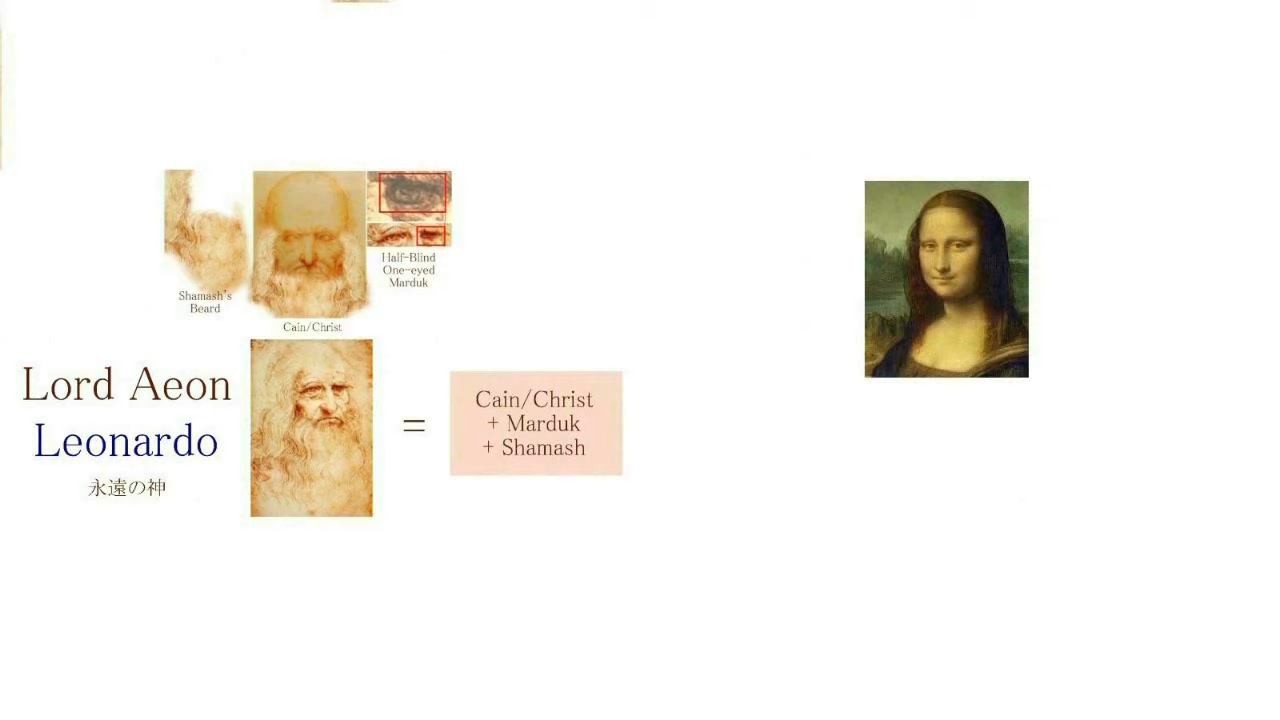 Shamash's
Beard
Cain/Christ
Half-Blind
One-eyed
Marduk
Lord Aeon
Leonardo
永遠の神
=
Cain/Christ
+ Marduk
+ Shamash